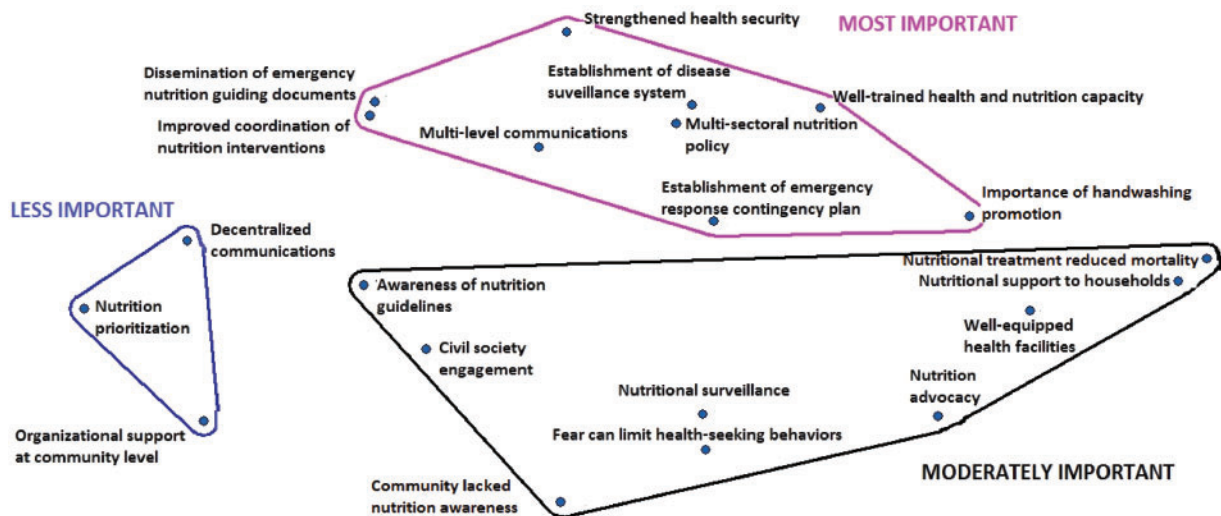 Strengthened health security
MOST IMPORTANT
Dissemination of emergency
nutrition guiding documents
Establishment of disease
suveillance system
Well-trained health and nutrition capacity
Improved coordination of
nutrition interventions
Multi-level communications
Multi-sectoral nutrition
policy
Establishment of emergency
response contingency plan
Importance of handwashing
promotion
LESS IMPORTANT
Decentralized
communications
Nutrition
prioritization
Organizational support
at community level
Nutritional treatment reduced mortality
Nutritional support to households
Awareness of nutrition
guidelines
Well-equipped
health facilities
Civil society
engagement
Nutrition
advocacy
Nutritional surveillance
Fear can limit health-seeking behaviors
Community lacked
nutrition awareness
MODERATELY IMPORTANT